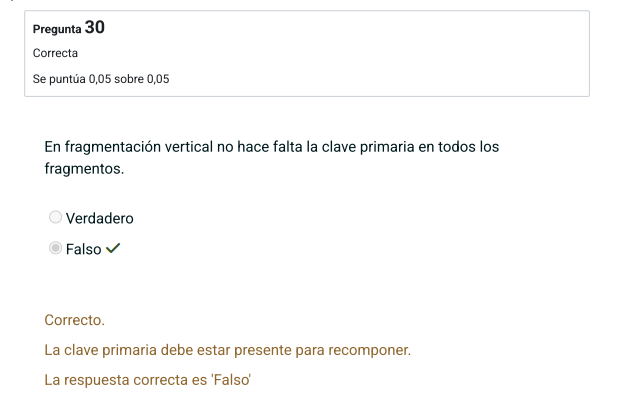 Pregunta 30
Correcta
Se puntúa 0,05 sobre 0,05
En fragmentación vertical no hace falta la clave primaria en todos los
fragmentos.
Verdadero
Falso
Correcto.
La clave primaria debe estar presente para recomponer.
La respuesta correcta es 'Falso'